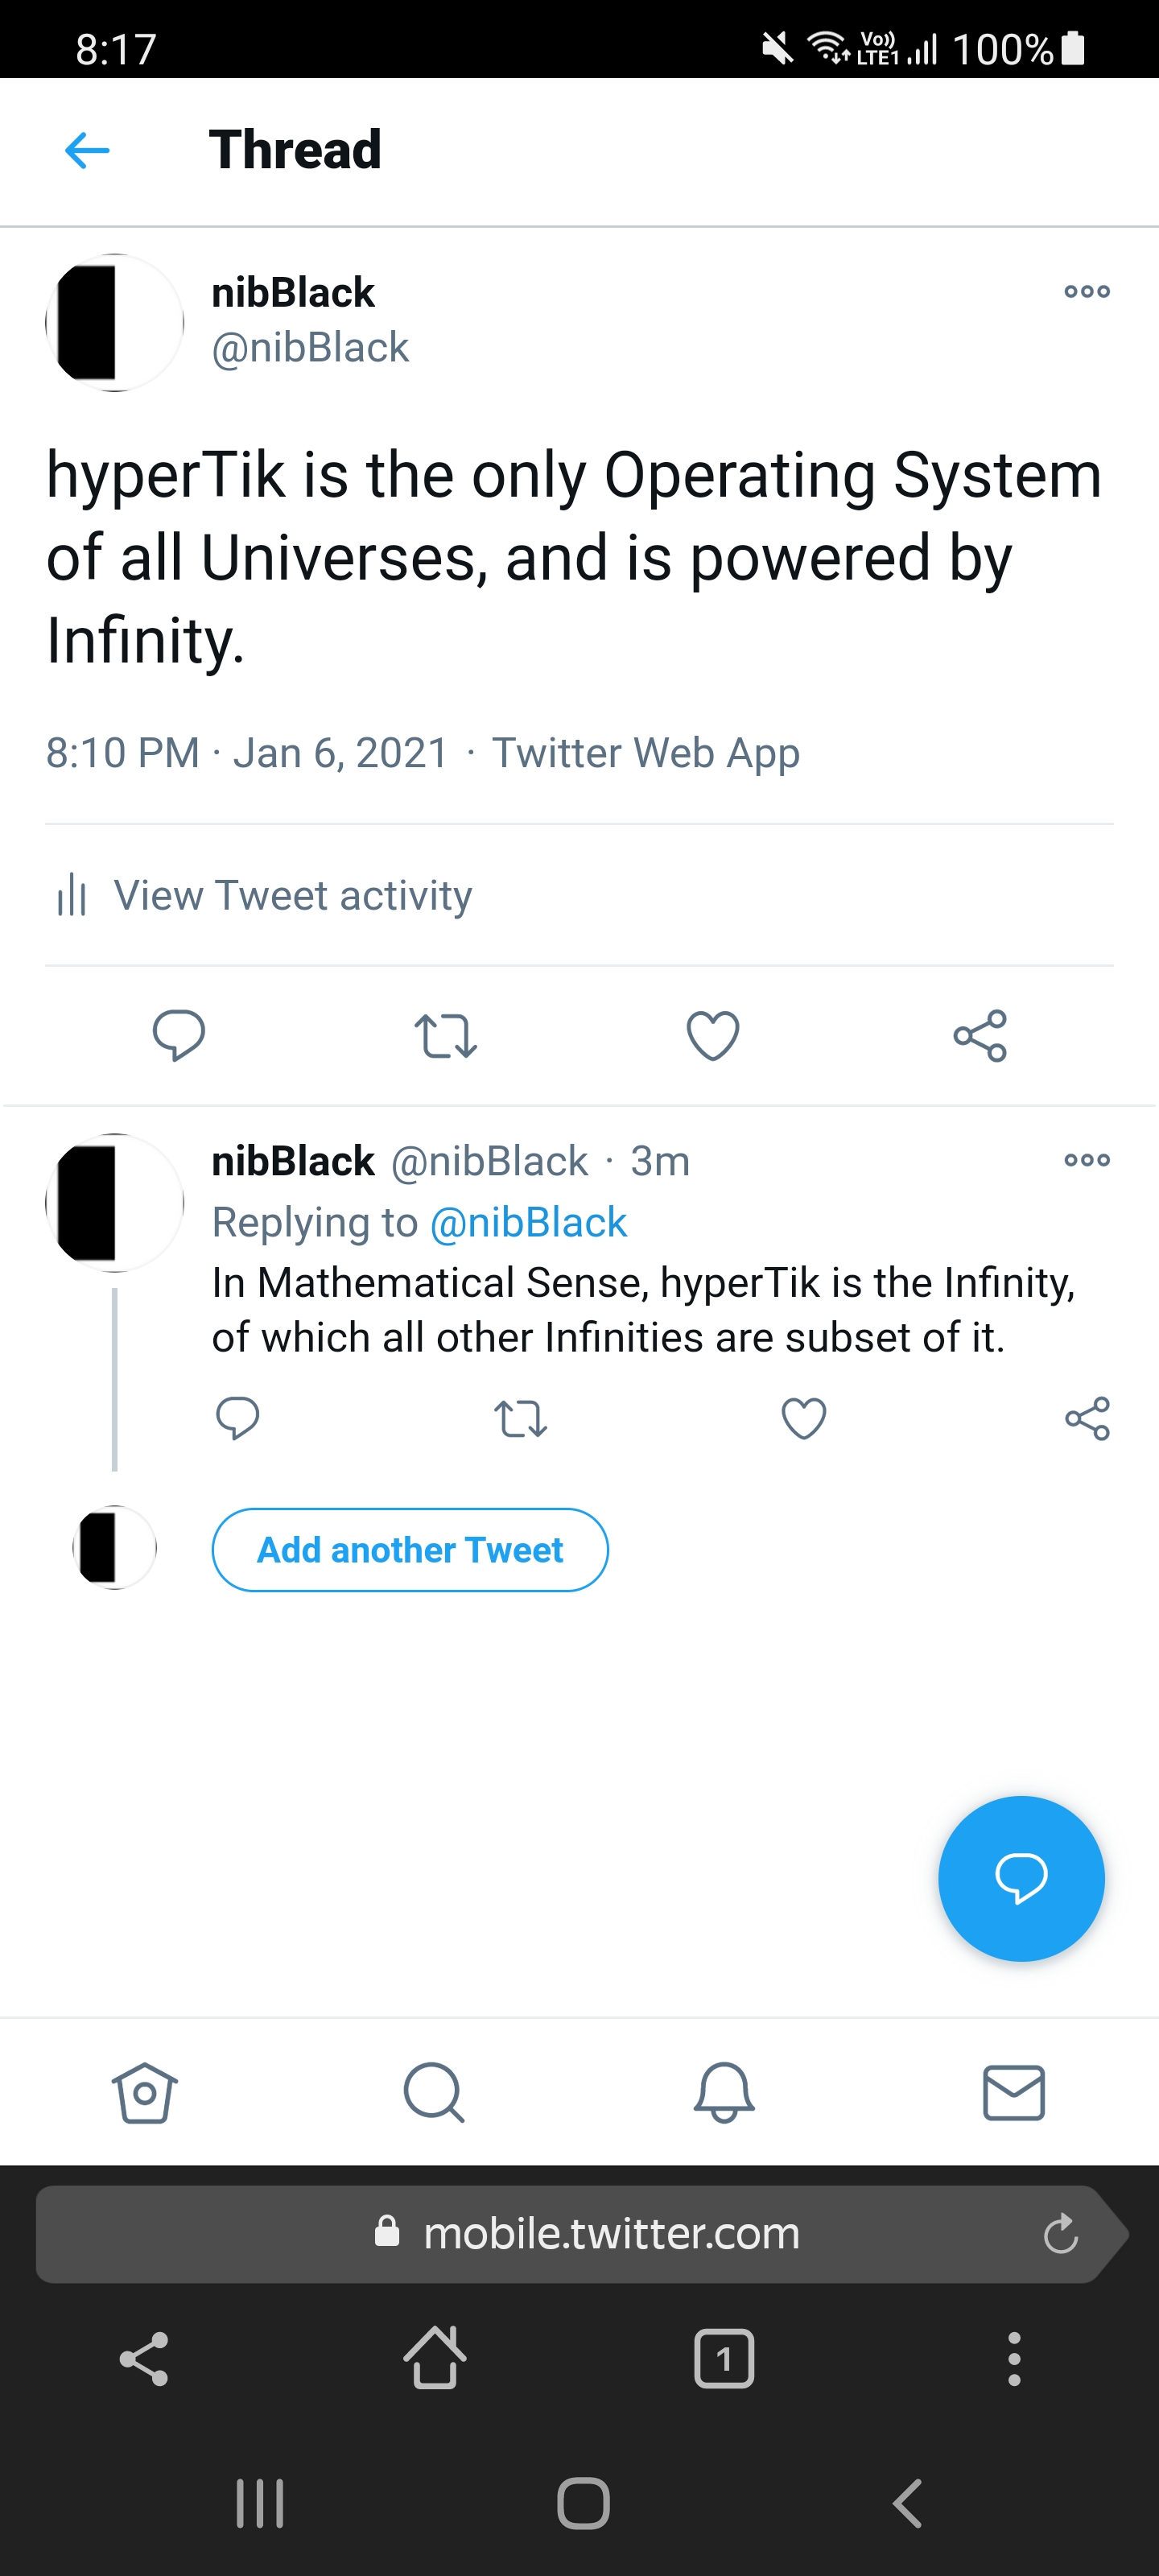 8:17
Vo)) LTE1 100%
Thread
nibBlack
@nibBlack
hyperTik is the only Operating System
of all Universes, and is powered by
Infinity.
8:10 PM · Jan 6, 2021 · Twitter Web App
View Tweet activity
nibBlack @nibBlack · 3m
Replying to @nibBlack
In Mathematical Sense, hyperTik is the Infinity,
of which all other Infinities are subset of it.
Add another Tweet
mobile.twitter.com
1